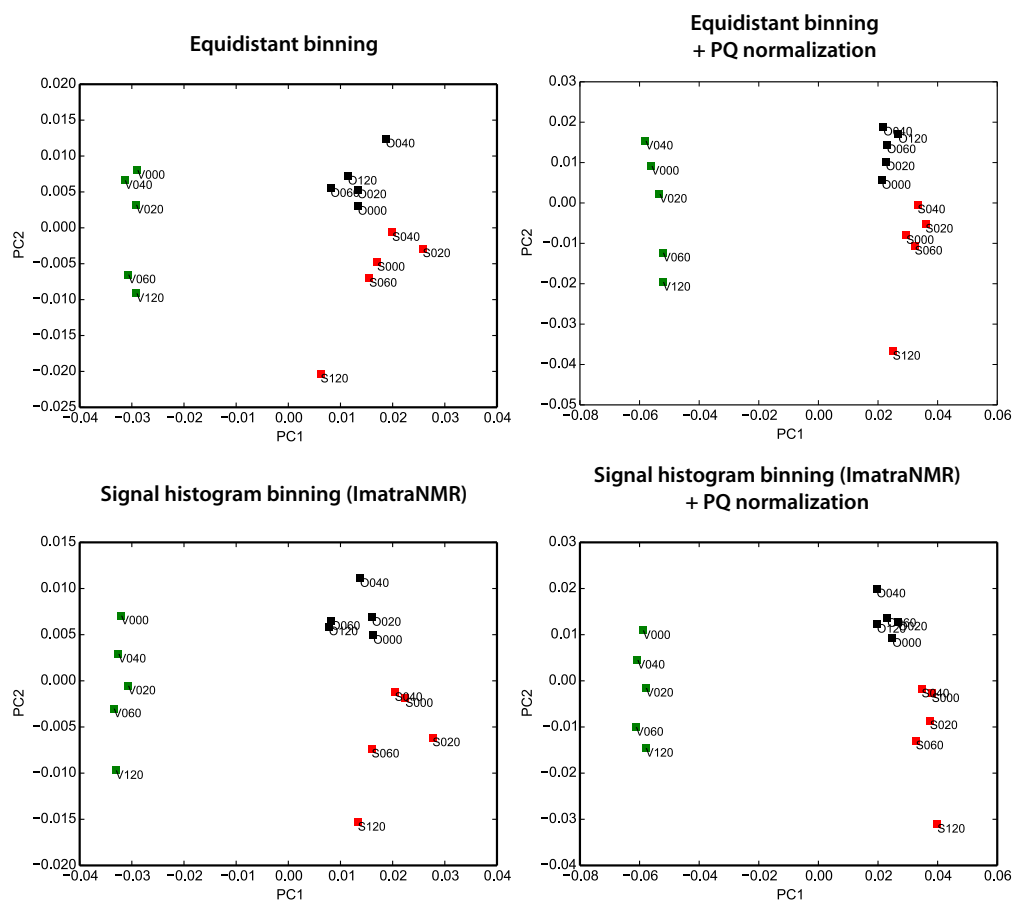 Equidistant binning
0.020
0.015
0.010
0.005
0.000
−0.005
−0.010
−0.015
−0.020
−0.025
PC2
O040
V000
V040
V020
O120
O060
O020
O000
S040
S020
S000
S060
V060
V120
S120
−0.04 −0.03 −0.02 −0.01 0.00 0.01 0.02 0.03 0.04
PC1
Equidistant binning
+ PQ normalization
0.03
0.02
0.01
0.00
−0.01
−0.02
−0.03
−0.04
−0.05
PC2
O040
O120
O060
O020
O000
V040
V000
V020
S040
S020
S000
S060
V060
V120
S120
−0.08 −0.06 −0.04 −0.02 0.00 0.02 0.04 0.06
PC1
Signal histogram binning (ImatraNMR)
0.015
0.010
0.005
0.000
−0.005
−0.010
−0.015
−0.020
PC2
O040
V000
O060
O020
O120
O000
V040
V020
S040
S000
V060
S020
S060
V120
S120
−0.04 −0.03 −0.02 −0.01 0.00 0.01 0.02 0.03 0.04
PC1
Signal histogram binning (ImatraNMR)
+ PQ normalization
0.03
0.02
0.01
0.00
−0.01
−0.02
−0.03
−0.04
PC2
O040
O060
O020
O120
O000
V000
V040
V020
S040
S000
S020
V060
S060
V120
S120
−0.08 −0.06 −0.04 −0.02 0.00 0.02 0.04 0.06
PC1